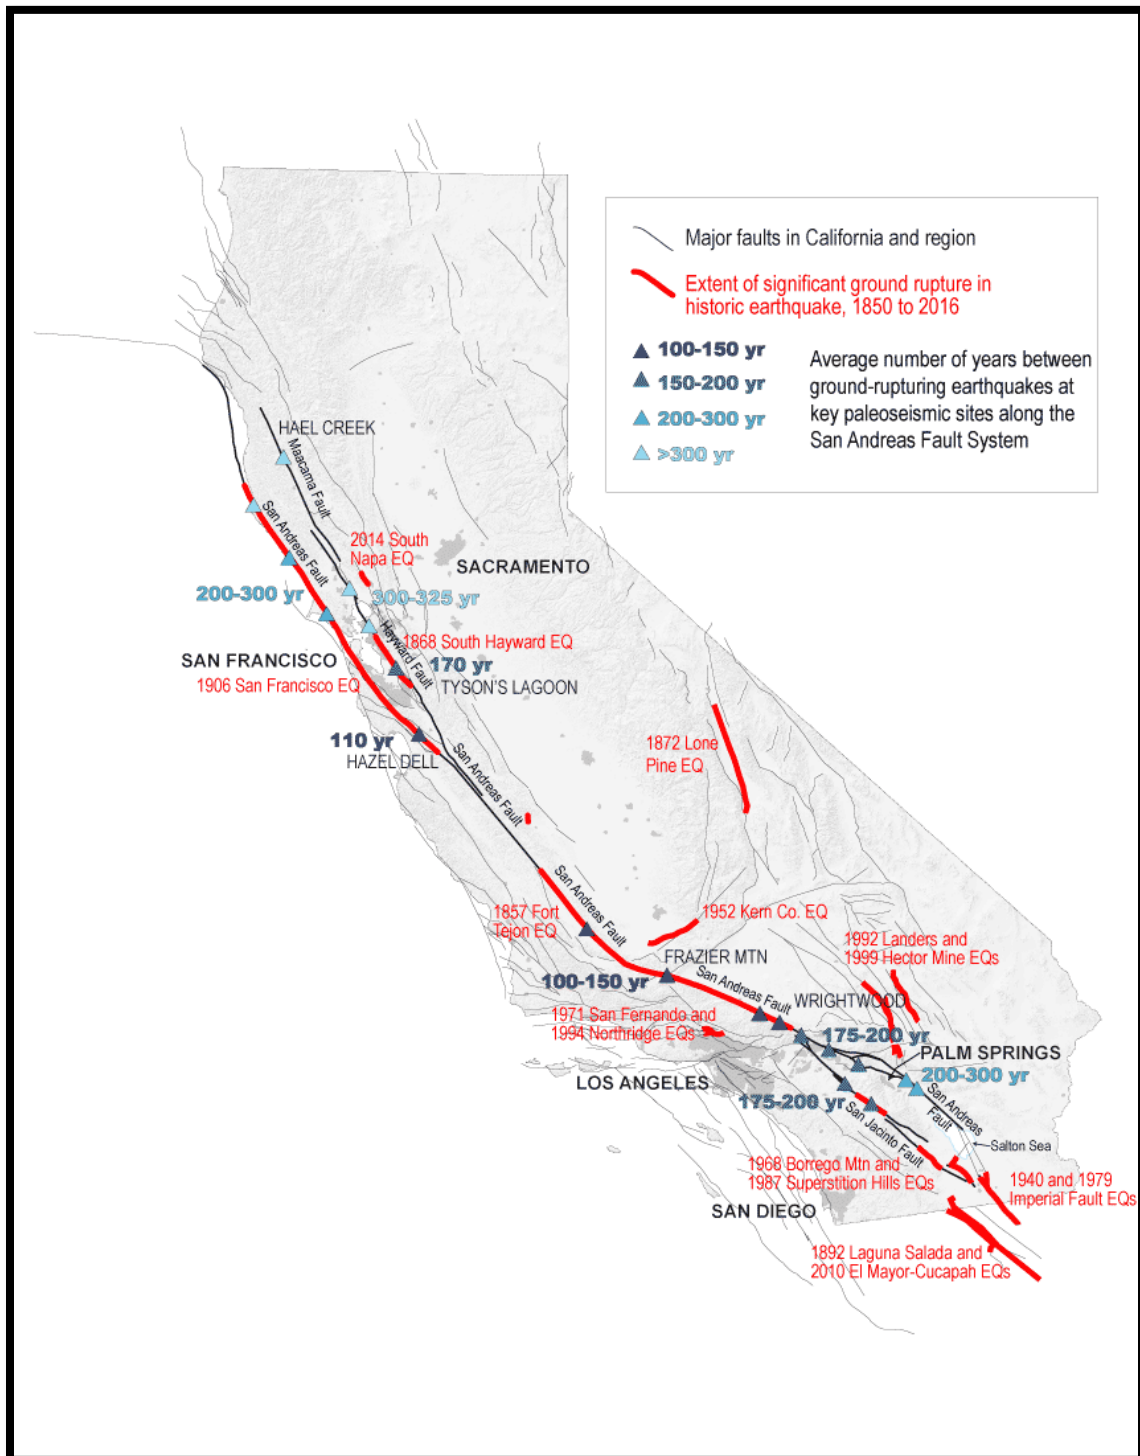 Major faults in California and region
Extent of significant ground rupture in
historic earthquake, 1850 to 2016
100-150 yr
150-200 yr
200-300 yr
>300 yr
Average number of years between
ground-rupturing earthquakes at
key paleoseismic sites along the
San Andreas Fault System
HAEL CREEK
Maacama Fault
San Andreas Fault
2014 South
Napa EQ
SACRAMENTO
200-300 yr
300-325 yr
Hayward Fault
1868 South Hayward EQ
SAN FRANCISCO
1906 San Francisco EQ
170 yr
TYSON'S LAGOON
110 yr
HAZEL DELL
San Andreas Fault
1872 Lone
Pine EQ
San Andreas Fault
1857 Fort
Tejon EQ
1952 Kern Co. EQ
FRAZIER MTN
100-150 yr
San Andreas Fault
WRIGHTWOOD
1992 Landers and
1999 Hector Mine EQs
1971 San Fernando and
1994 Northridge EQs
175-200 yr
PALM SPRINGS
200-300 yr
LOS ANGELES
175-200 yr
San Andreas
Fault
San Jacinto Fault
Salton Sea
1968 Borrego Mtn and
1987 Superstition Hills EQs
1940 and 1979
Imperial Fault EQs
SAN DIEGO
1892 Laguna Salada and
2010 El Mayor-Cucapah EQs